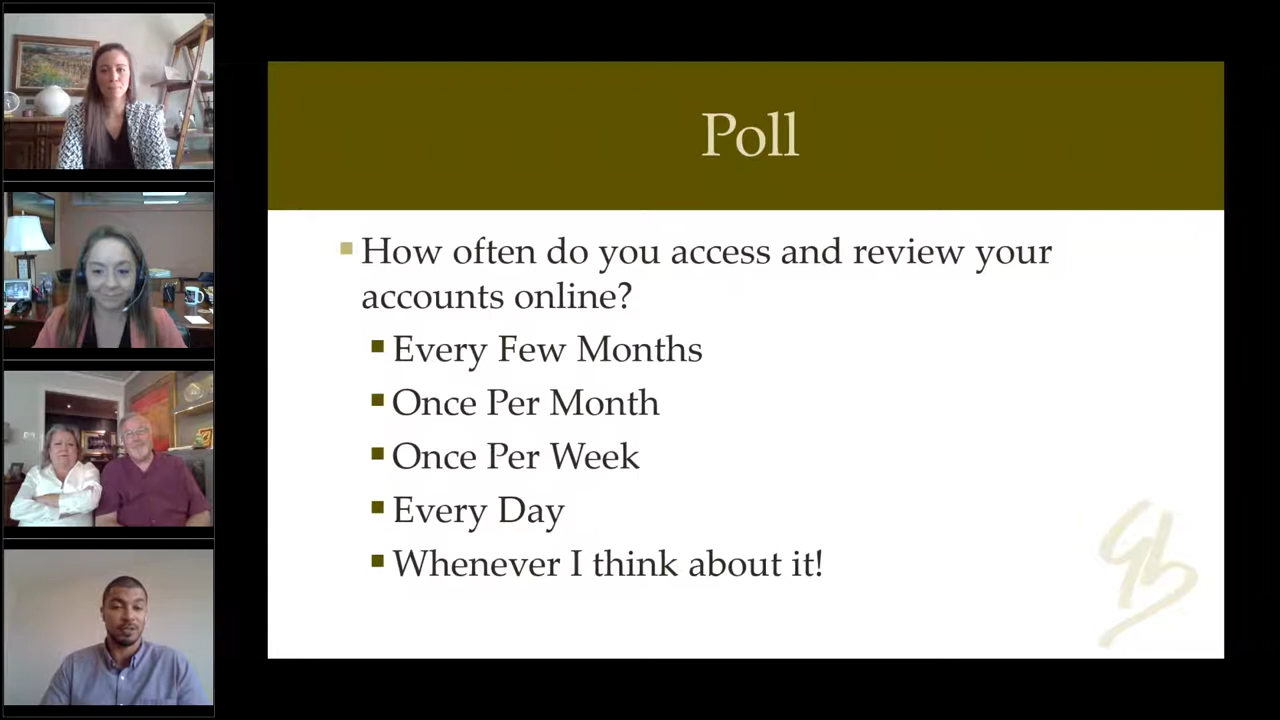 Poll
How often do you access and review your
accounts online?
Every Few Months
Once Per Month
Once Per Week
Every Day
Whenever I think about it!